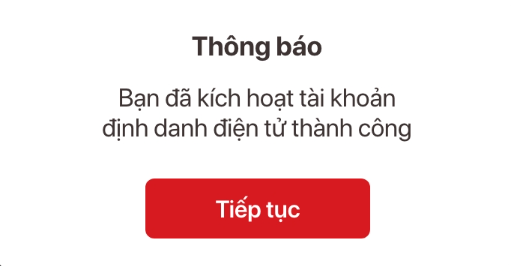 Thông báo
Bạn đã kích hoạt tài khoản
định danh điện tử thành công
Tiếp tục